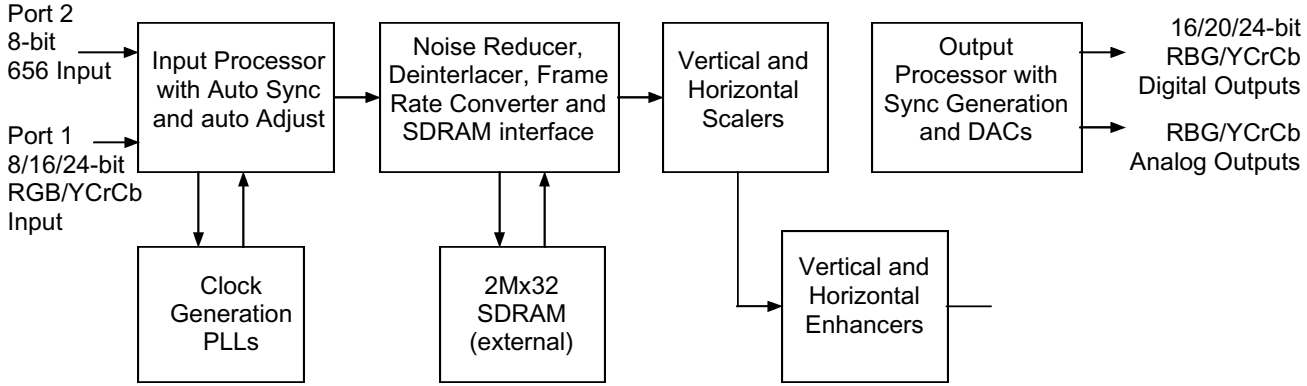 Port 2
8-bit
656 Input
Port 1
8/16/24-bit
RGB/YCrCb
Input
Input Processor
with Auto Sync
and auto Adjust
Clock
Generation
PLLs
Noise Reducer,
Deinterlacer, Frame
Rate Converter and
SDRAM interface
2Mx32
SDRAM
(external)
Vertical and
Horizontal
Scalers
Vertical and
Horizontal
Enhancers
Output
Processor with
Sync Generation
and DACs
16/20/24-bit
RBG/YCrCb
Digital Outputs
RBG/YCrCb
Analog Outputs